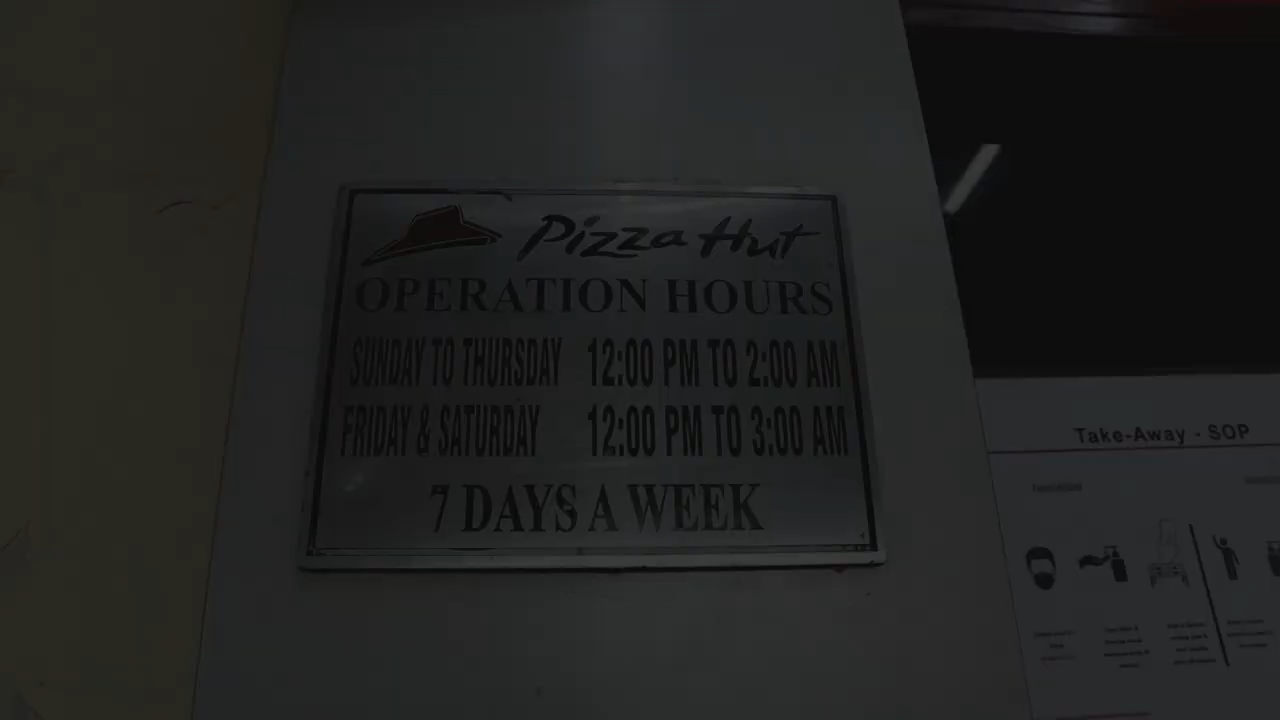 Pizza Hut
OPERATION HOURS
SUNDAY TO THURSDAY 12:00 PM TO 2:00 AM
FRIDAY & SATURDAY 12:00 PM TO 3:00 AM
7 DAYS A WEEK
Take-Away - SOP